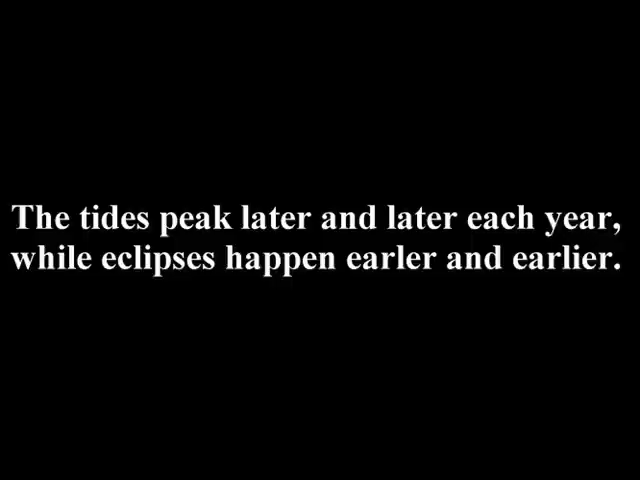 The tides peak later and later each year,
while eclipses happen earler and earlier.